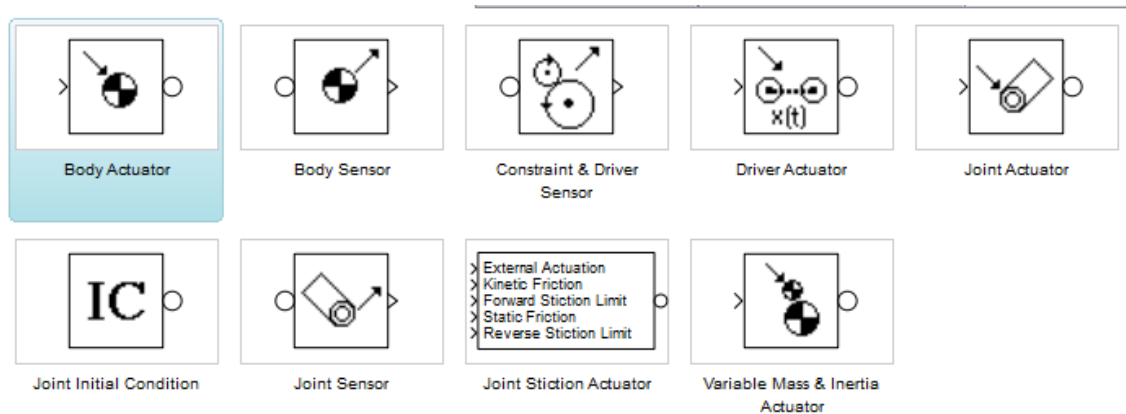 x(t)
Body Actuator
Body Sensor
Constraint & Driver
Sensor
Driver Actuator
Joint Actuator
IC
External Actuation
Kinetic Friction
Forward Stiction Limit
Static Friction
Reverse Stiction Limit
Joint Initial Condition
Joint Sensor
Joint Stiction Actuator
Variable Mass & Inertia
Actuator